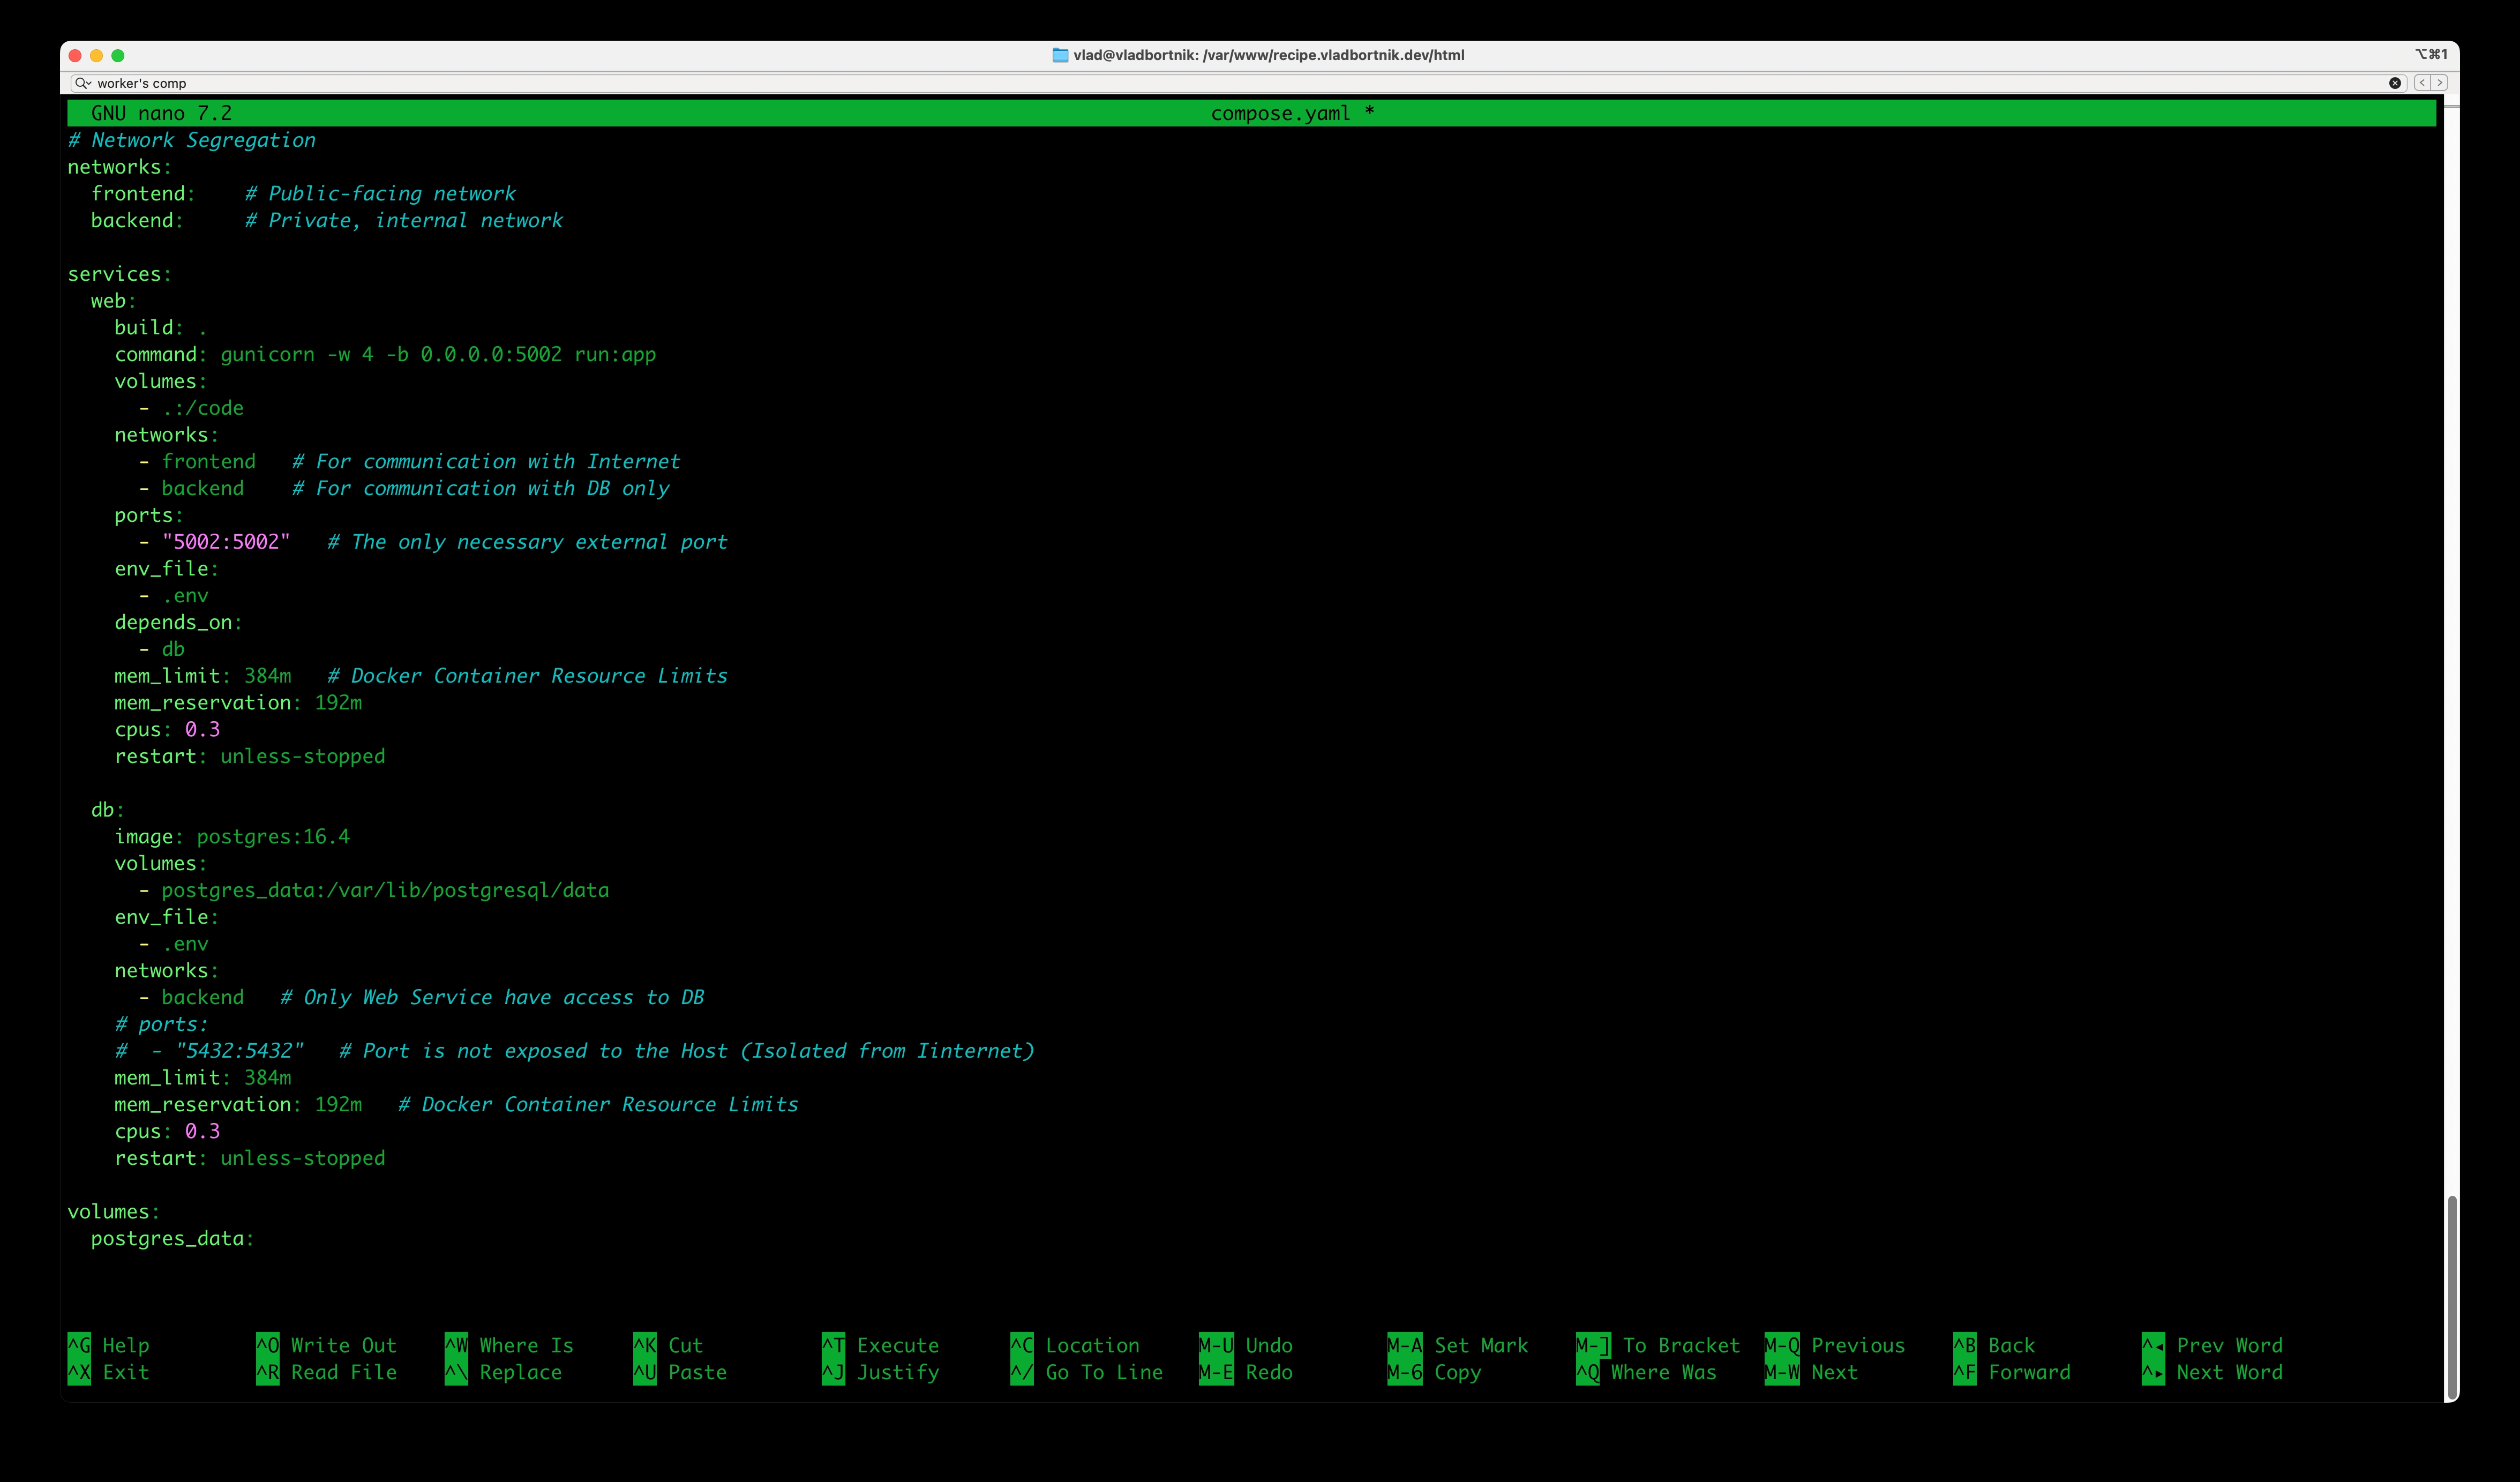 vlad@vladbortnik: /var/www/recipe.vladbortnik.dev/html ⌥⌘1
worker's comp
GNU nano 7.2 compose.yaml *
# Network Segregation
networks:
  frontend:    # Public-facing network
  backend:     # Private, internal network
services:
  web:
    build: .
    command: gunicorn -w 4 -b 0.0.0.0:5002 run:app
    volumes:
      - .:/code
    networks:
      - frontend   # For communication with Internet
      - backend    # For communication with DB only
    ports:
      - "5002:5002"   # The only necessary external port
    env_file:
      - .env
    depends_on:
      - db
    mem_limit: 384m   # Docker Container Resource Limits
    mem_reservation: 192m
    cpus: 0.3
    restart: unless-stopped
  db:
    image: postgres:16.4
    volumes:
      - postgres_data:/var/lib/postgresql/data
    env_file:
      - .env
    networks:
      - backend   # Only Web Service have access to DB
    # ports:
    #  - "5432:5432"   # Port is not exposed to the Host (Isolated from Iinternet)
    mem_limit: 384m
    mem_reservation: 192m   # Docker Container Resource Limits
    cpus: 0.3
    restart: unless-stopped
volumes:
  postgres_data:
^G Help ^O Write Out ^W Where Is ^K Cut ^T Execute ^C Location M-U Undo M-A Set Mark M-] To Bracket M-Q Previous ^B Back ^◂ Prev Word
^X Exit ^R Read File ^\ Replace ^U Paste ^J Justify ^/ Go To Line M-E Redo M-6 Copy ^Q Where Was M-W Next ^F Forward ^▸ Next Word